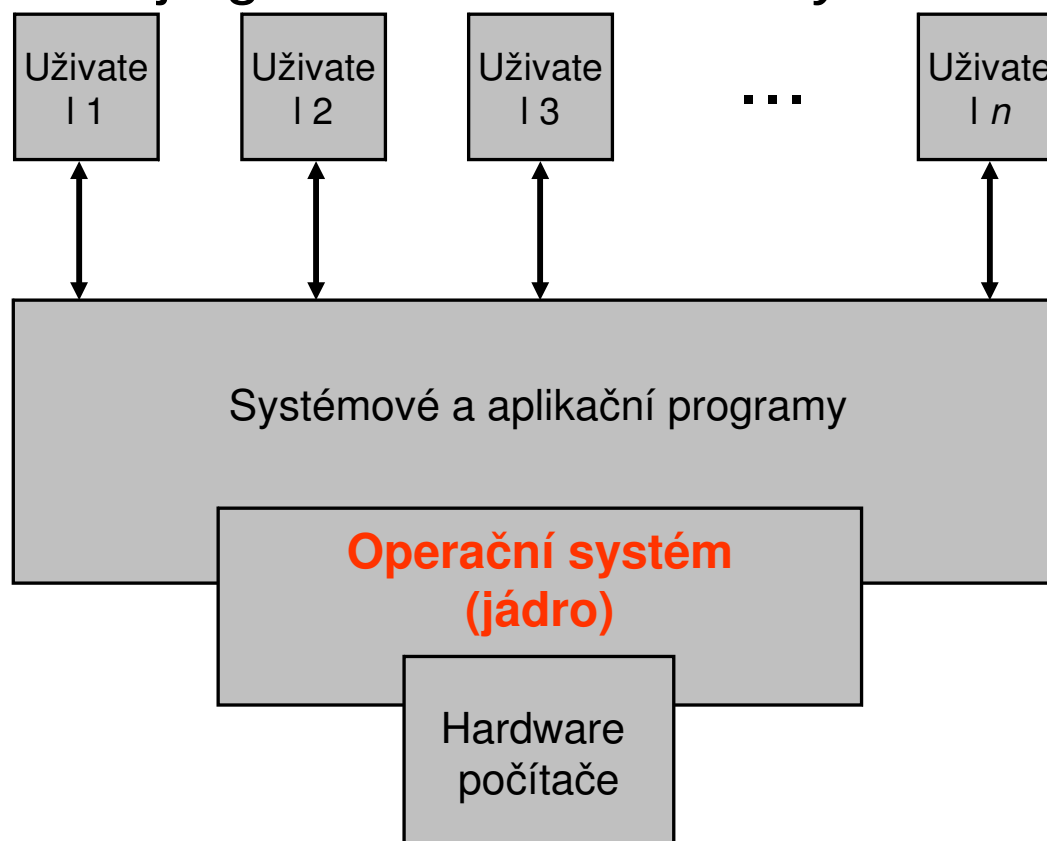 Uživate
l 1
Uživate
l 2
Uživate
l 3
...
Uživate
l n
Systémové a aplikační programy
Operační systém
(jádro)
Hardware
počítače